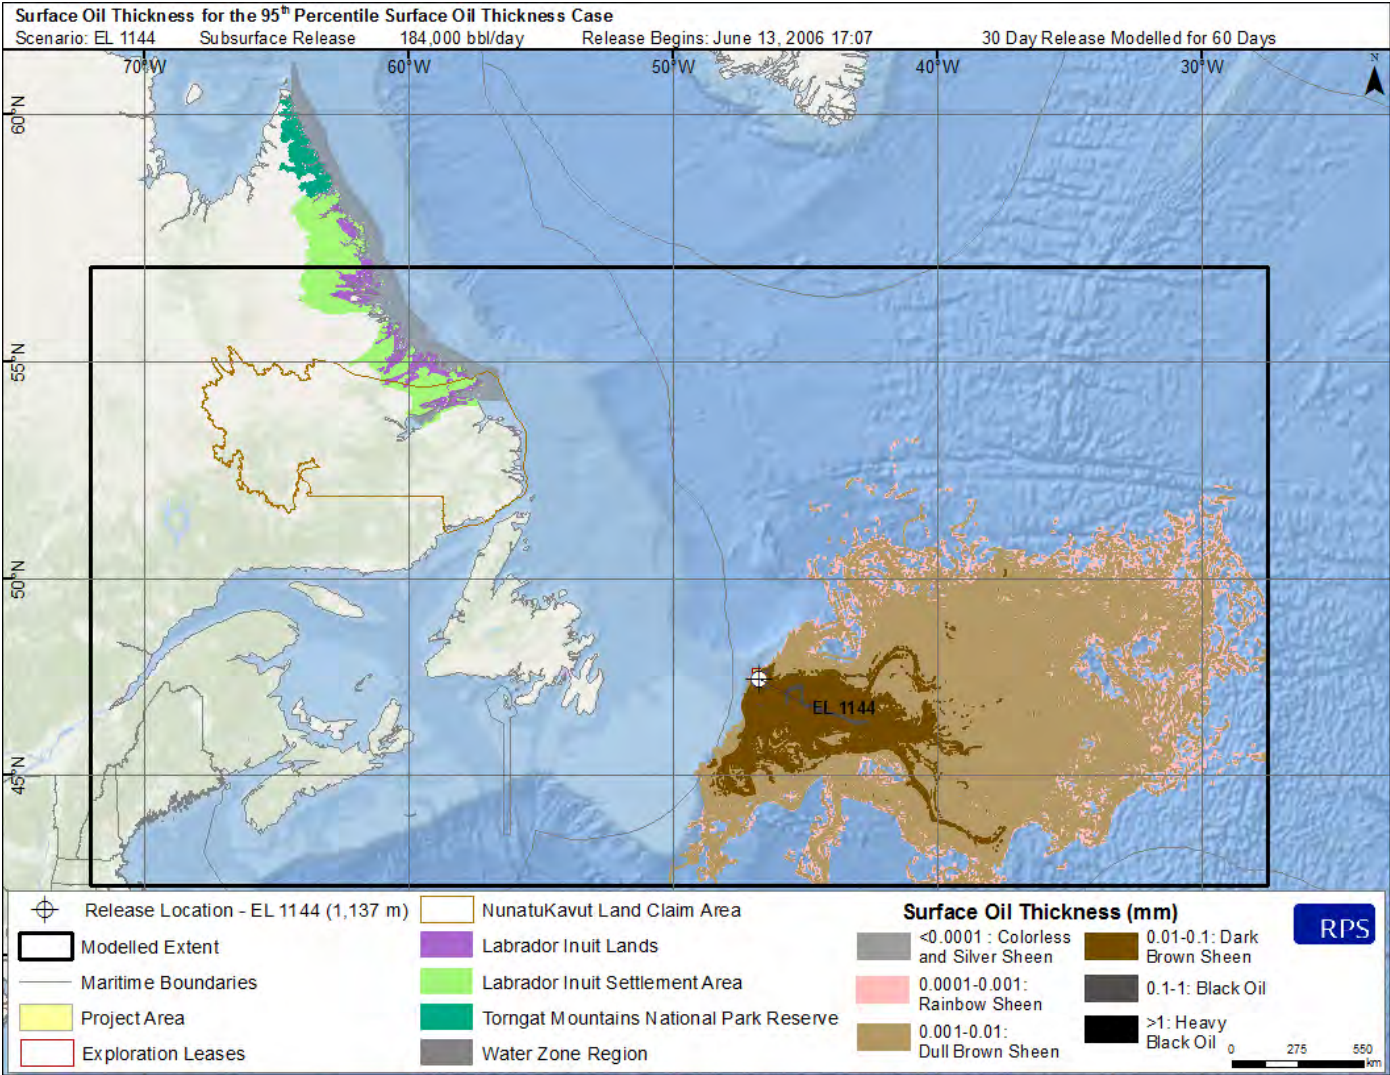 Surface Oil Thickness for the 95th Percentile Surface Oil Thickness Case
Scenario: EL 1144 Subsurface Release 184,000 bbl/day Release Begins: June 13, 2006 17:07 30 Day Release Modelled for 60 Days
70°W 60°W 50°W 40°W 30°W
N
60°N
55°N
50°N
45°N
EL 1144
Release Location - EL 1144 (1,137 m)
Modelled Extent
Maritime Boundaries
Project Area
Exploration Leases
NunatuKavut Land Claim Area
Labrador Inuit Lands
Labrador Inuit Settlement Area
Torngat Mountains National Park Reserve
Water Zone Region
Surface Oil Thickness (mm)
<0.0001 : Colorless
and Silver Sheen
0.0001-0.001:
Rainbow Sheen
0.001-0.01:
Dull Brown Sheen
0.01-0.1: Dark
Brown Sheen
0.1-1: Black Oil
>1: Heavy
Black Oil
RPS
0 275 550
km